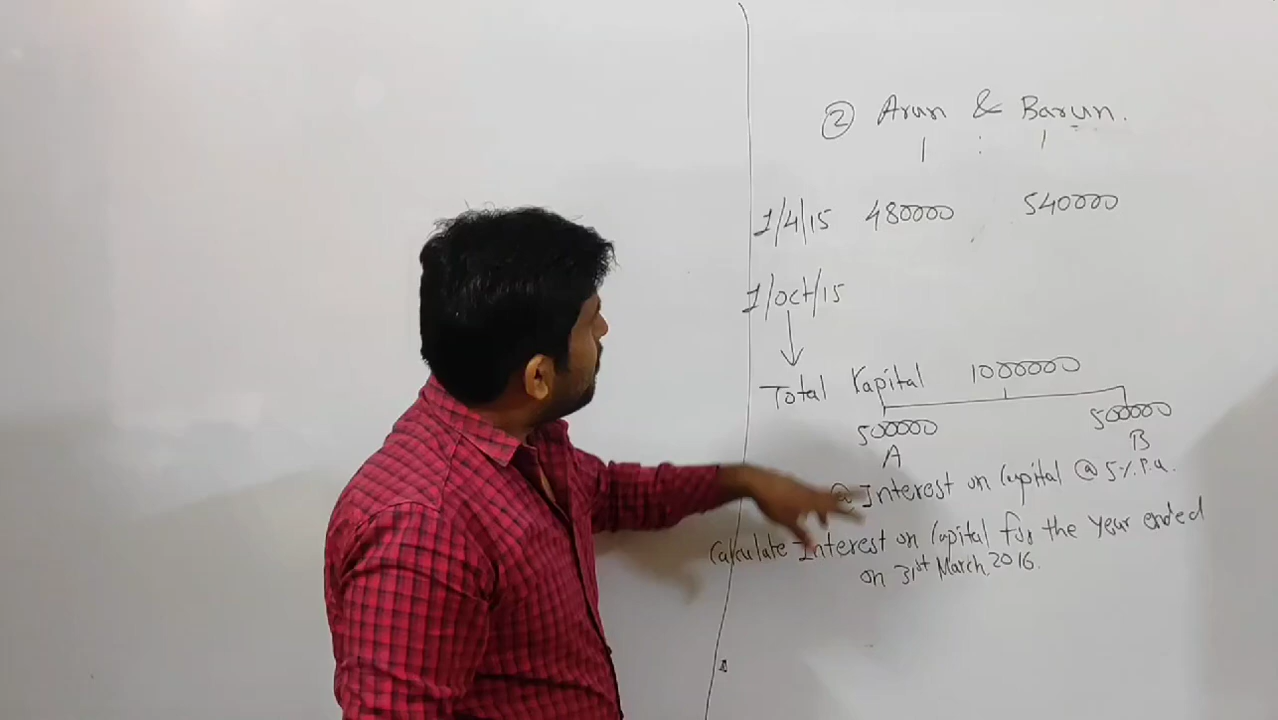 ② Arun & Barun.
1 : 1
1/4/15 480000 540000
1/oct/15
Total Kapital 1000000
500000 500000
A B
@ Interest on Capital @ 5%.P.a.
Calculate Interest on Capital for the Year ended
on 31st March 2016.